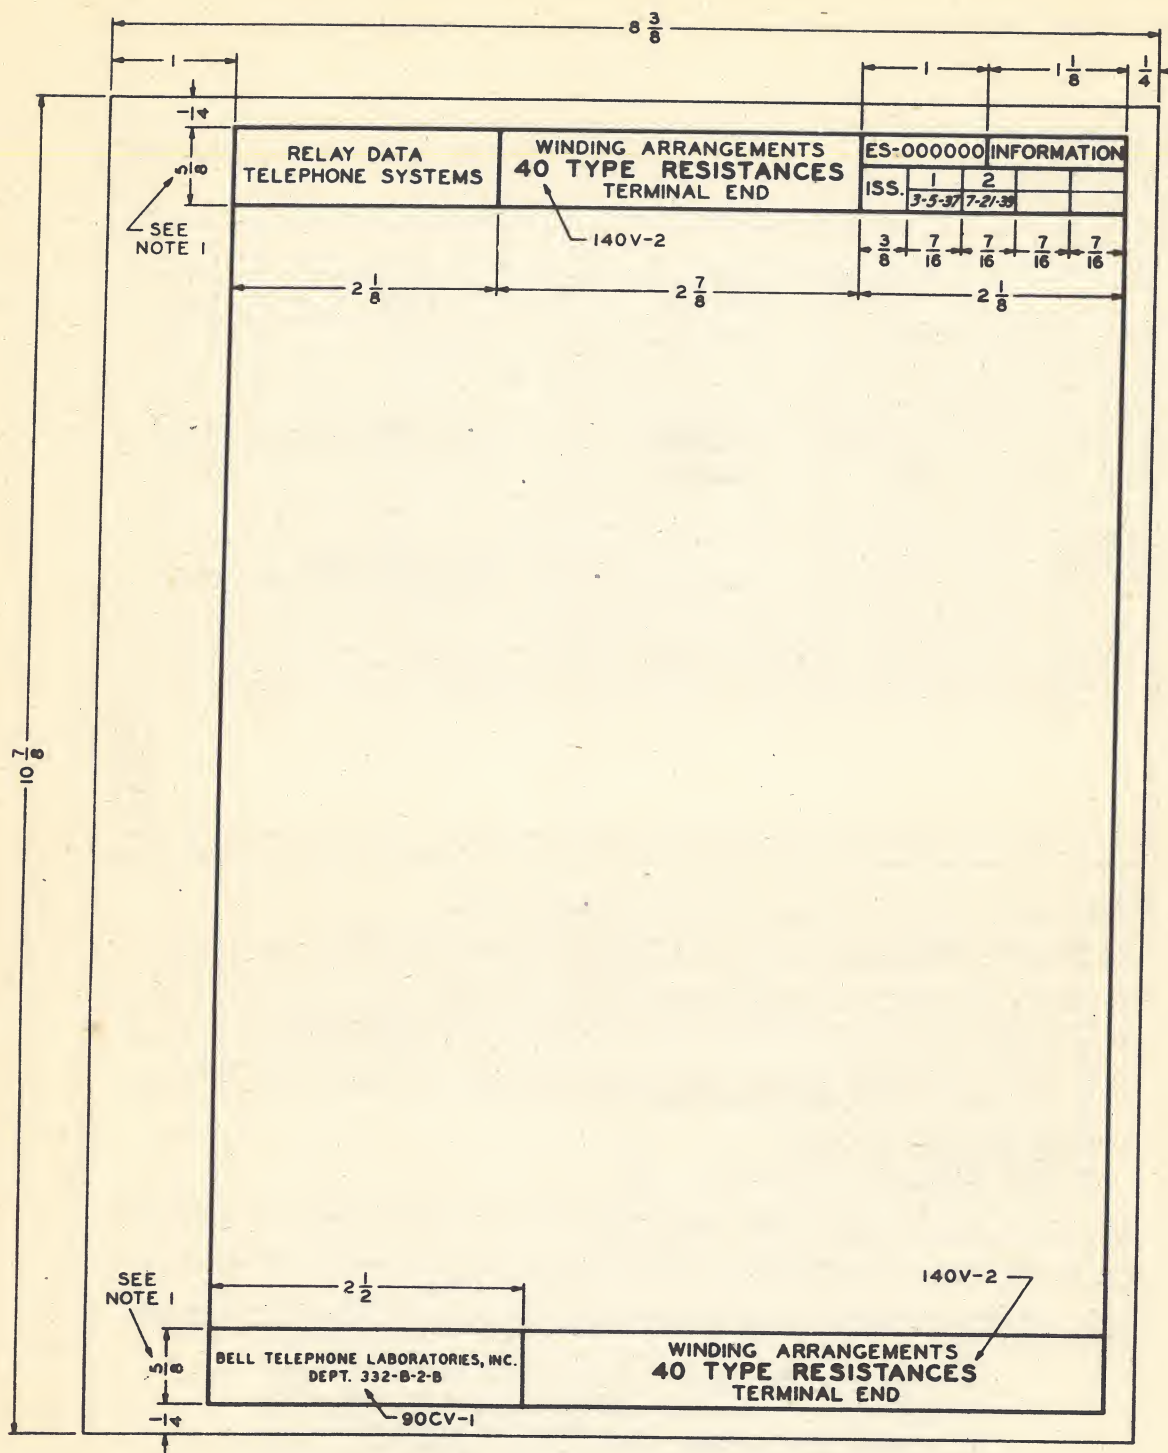 8 3/8
1
1
1 1/8
1/4
1/4
5/8
RELAY DATA
TELEPHONE SYSTEMS
WINDING ARRANGEMENTS
40 TYPE RESISTANCES
TERMINAL END
ES-000000
INFORMATION
ISS.
1
2
3-5-37
7-21-39
SEE
NOTE 1
140V-2
3/8
7/16
7/16
7/16
7/16
2 1/8
2 7/8
2 1/8
10 7/8
SEE
NOTE 1
2 1/2
140V-2
5/8
BELL TELEPHONE LABORATORIES, INC.
DEPT. 332-B-2-B
WINDING ARRANGEMENTS
40 TYPE RESISTANCES
TERMINAL END
1/4
90CV-1